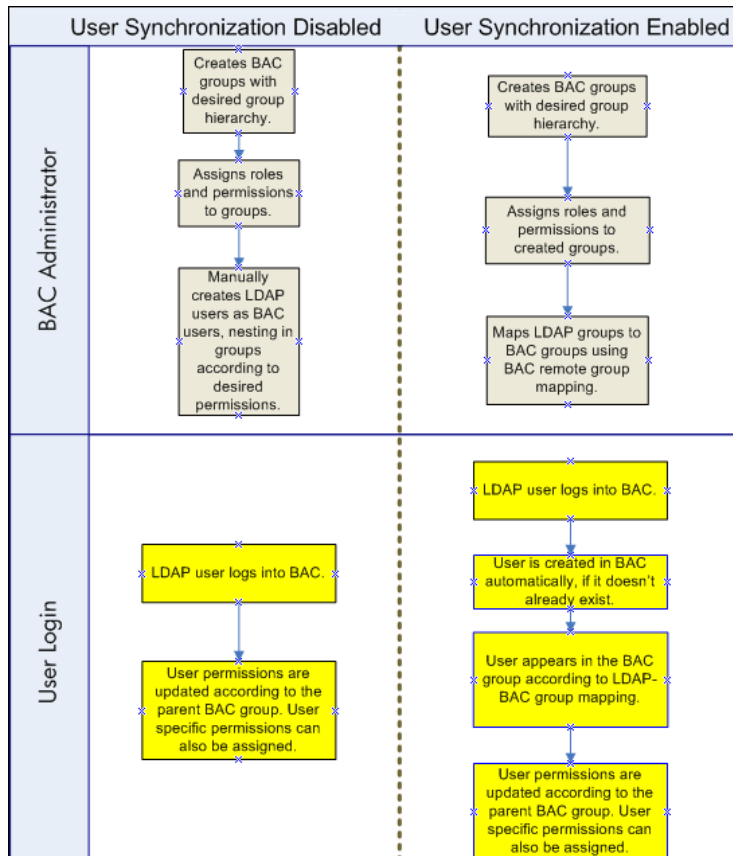 User Synchronization Disabled
User Synchronization Enabled
BAC Administrator
Creates BAC
groups with
desired group
hierarchy.
Assigns roles
and permissions
to groups.
Manually
creates LDAP
users as BAC
users, nesting in
groups
according to
desired
permissions.
Creates BAC groups
with desired group
hierarchy.
Assigns roles and
permissions to
created groups.
Maps LDAP groups to
BAC groups using
BAC remote group
mapping.
User Login
LDAP user logs into BAC.
User permissions are
updated according to the
parent BAC group. User
specific permissions can
also be assigned.
LDAP user logs into BAC.
User is created in BAC
automatically, if it doesn't
already exist.
User appears in the BAC
group according to LDAP-
BAC group mapping.
User permissions are
updated according to the
parent BAC group. User
specific permissions can
also be assigned.